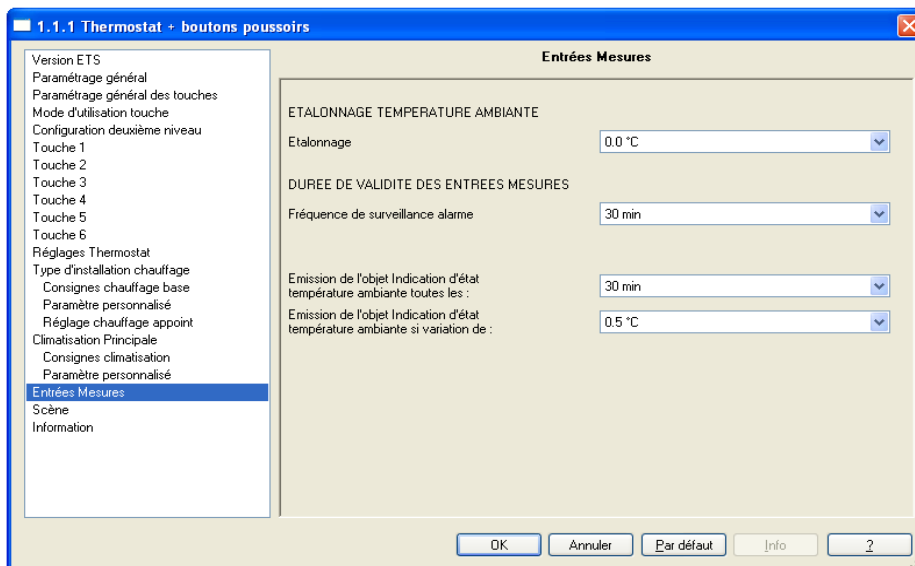 1.1.1 Thermostat + boutons poussoirs
Version ETS
Paramétrage général
Paramétrage général des touches
Mode d'utilisation touche
Configuration deuxième niveau
Touche 1
Touche 2
Touche 3
Touche 4
Touche 5
Touche 6
Réglages Thermostat
Type d'installation chauffage
Consignes chauffage base
Paramètre personnalisé
Réglage chauffage appoint
Climatisation Principale
Consignes climatisation
Paramètre personnalisé
Entrées Mesures
Scène
Information
Entrées Mesures
ETALONNAGE TEMPERATURE AMBIANTE
Etalonnage
0.0 °C
DUREE DE VALIDITE DES ENTREES MESURES
Fréquence de surveillance alarme
30 min
Emission de l'objet Indication d'état
température ambiante toutes les :
30 min
Emission de l'objet Indication d'état
température ambiante si variation de :
0.5 °C
OK
Annuler
Par défaut
Info
?